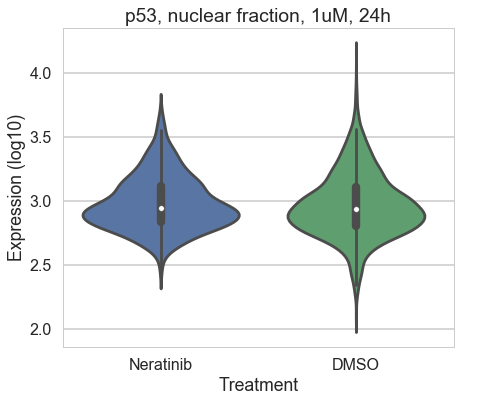 p53, nuclear fraction, 1uM, 24h
Expression (log10)
4.0
3.5
3.0
2.5
2.0
Neratinib DMSO
Treatment